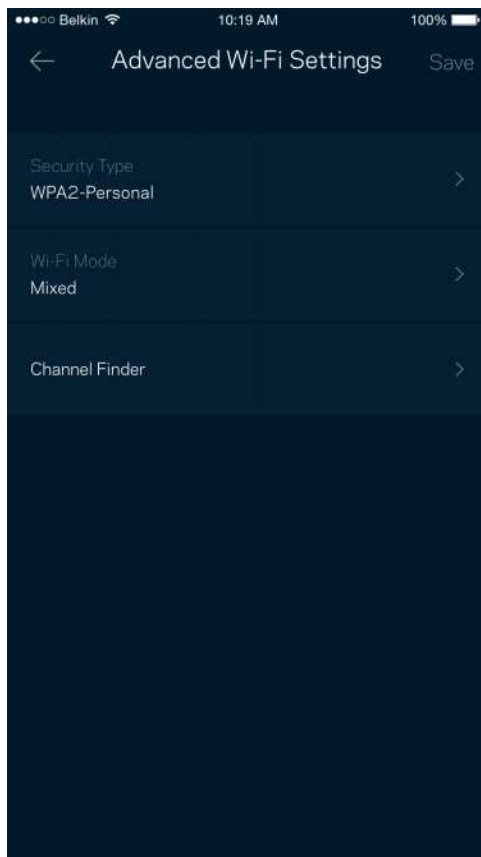 Belkin 10:19 AM 100%
Advanced Wi-Fi Settings Save
Security Type
WPA2-Personal
Wi-Fi Mode
Mixed
Channel Finder